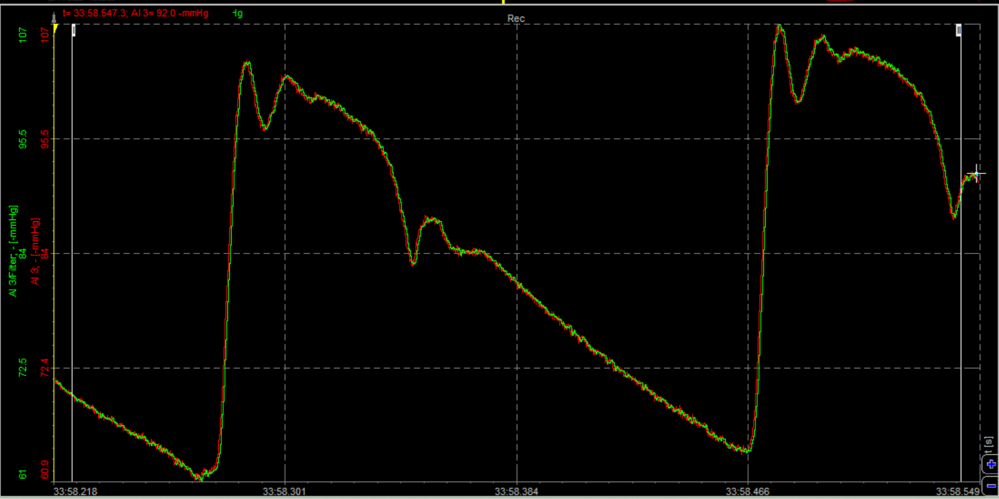 t= 33:58.547.3; AI 3= 92.0 -mmHg
Hg
Rec
107
107
95.5
95.5
84
84
72.5
72.4
61
60.9
AI 3/Filter; - [-mmHg]
AI 3; - [-mmHg]
t [s]
33:58.218
33:58.301
33:58.384
33:58.466
33:58.549